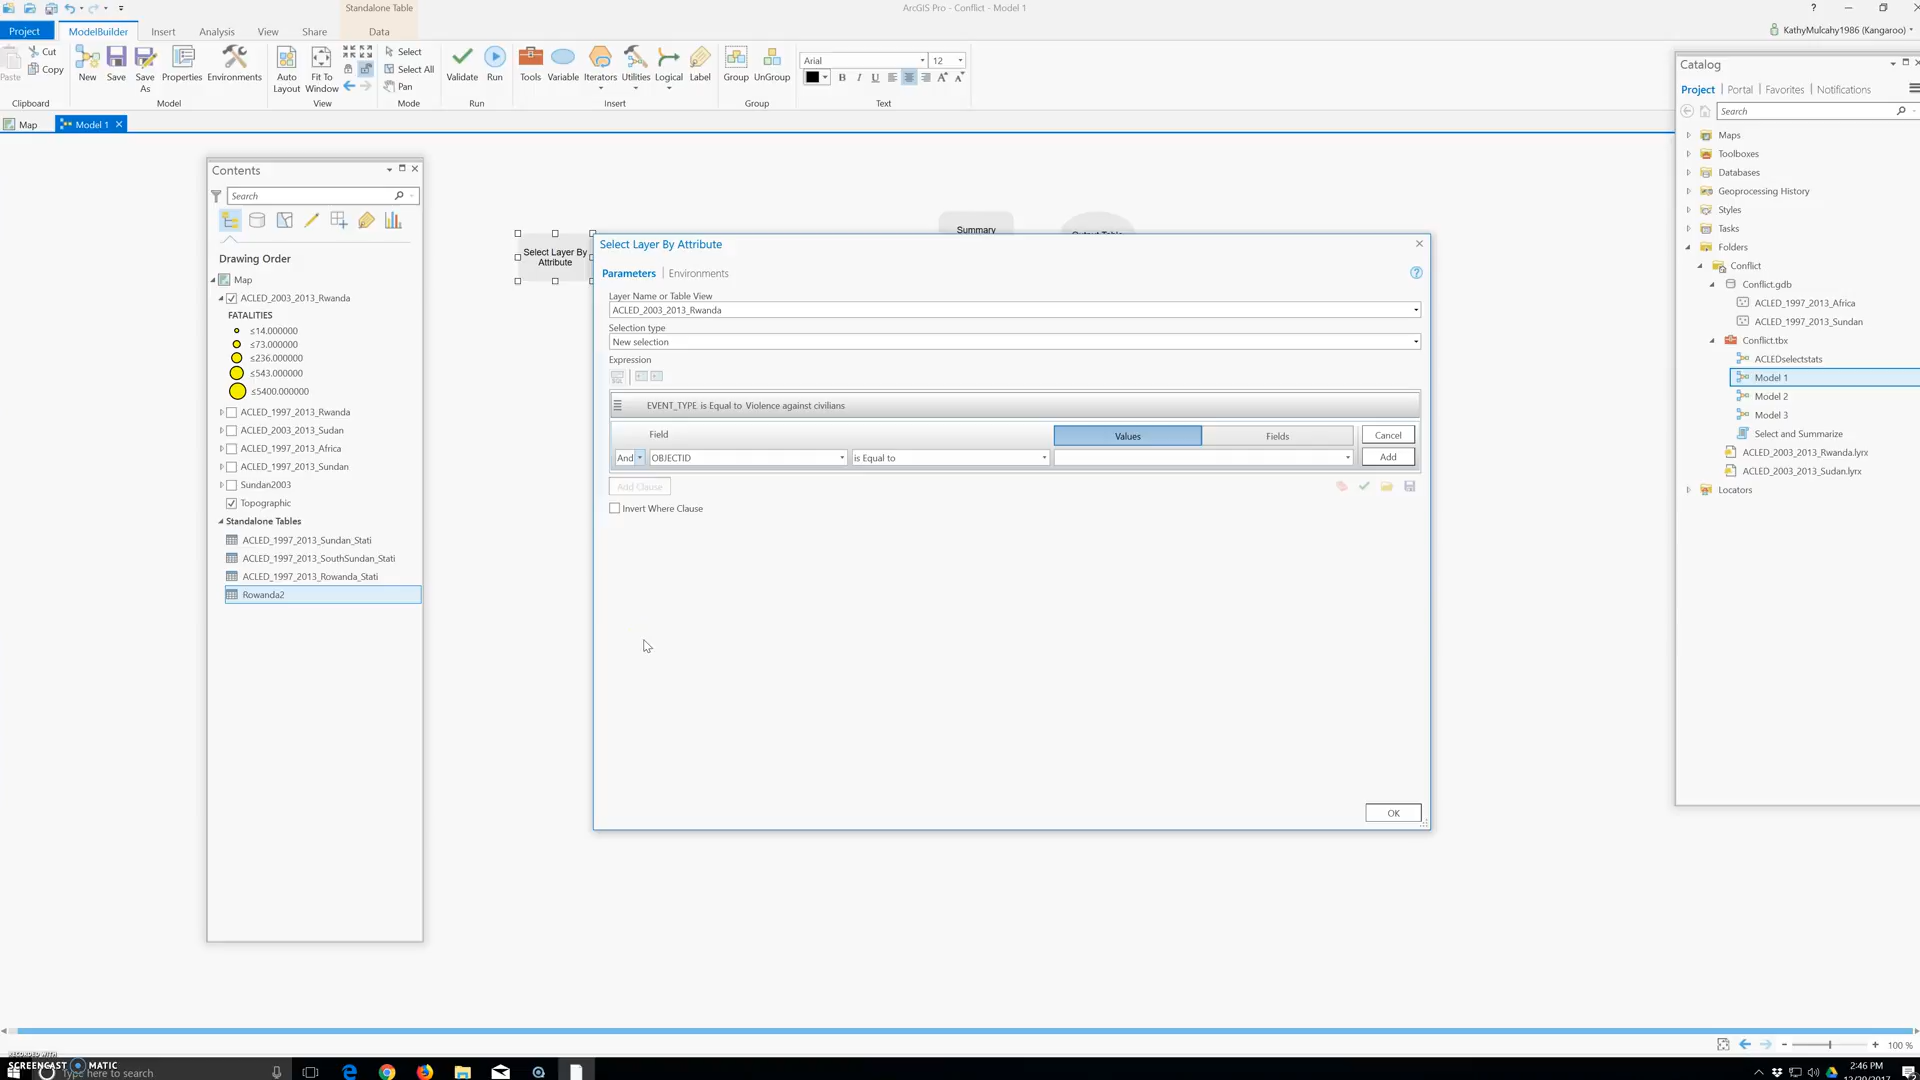 Standalone Table
ArcGIS Pro - Conflict - Model 1
?
Project
ModelBuilder
Insert
Analysis
View
Share
Data
KathyMulcahy1986 (Kangaroo)
Paste
Cut
Copy
Clipboard
New
Save
Save As
Properties
Environments
Model
Auto Layout
Fit To Window
View
Select
Select All
Pan
Mode
Validate
Run
Run
Tools
Variable
Iterators
Utilities
Logical
Label
Insert
Group
UnGroup
Group
Arial
12
B I U
Text
Map
Model 1
Contents
Search
Drawing Order
Map
ACLED_2003_2013_Rwanda
FATALITIES
≤14.000000
≤73.000000
≤236.000000
≤543.000000
≤5400.000000
ACLED_1997_2013_Rwanda
ACLED_2003_2013_Sudan
ACLED_1997_2013_Africa
ACLED_1997_2013_Sundan
Sundan2003
Topographic
Standalone Tables
ACLED_1997_2013_Sundan_Stati
ACLED_1997_2013_SouthSundan_Stati
ACLED_1997_2013_Rowanda_Stati
Rowanda2
Select Layer By
Attribute
Summary
Output Table
Select Layer By Attribute
Parameters
Environments
?
Layer Name or Table View
ACLED_2003_2013_Rwanda
Selection type
New selection
Expression
SQL
EVENT_TYPE is Equal to Violence against civilians
Field
Values
Fields
Cancel
And
OBJECTID
is Equal to
Add
Add Clause
Invert Where Clause
OK
Catalog
Project
Portal
Favorites
Notifications
Search
Maps
Toolboxes
Databases
Geoprocessing History
Styles
Tasks
Folders
Conflict
Conflict.gdb
ACLED_1997_2013_Africa
ACLED_1997_2013_Sundan
Conflict.tbx
ACLEDselectstats
Model 1
Model 2
Model 3
Select and Summarize
ACLED_2003_2013_Rwanda.lyrx
ACLED_2003_2013_Sudan.lyrx
Locators
100 %
RECORDED WITH
SCREENCAST MATIC
Type here to search
2:46 PM
12/20/2017